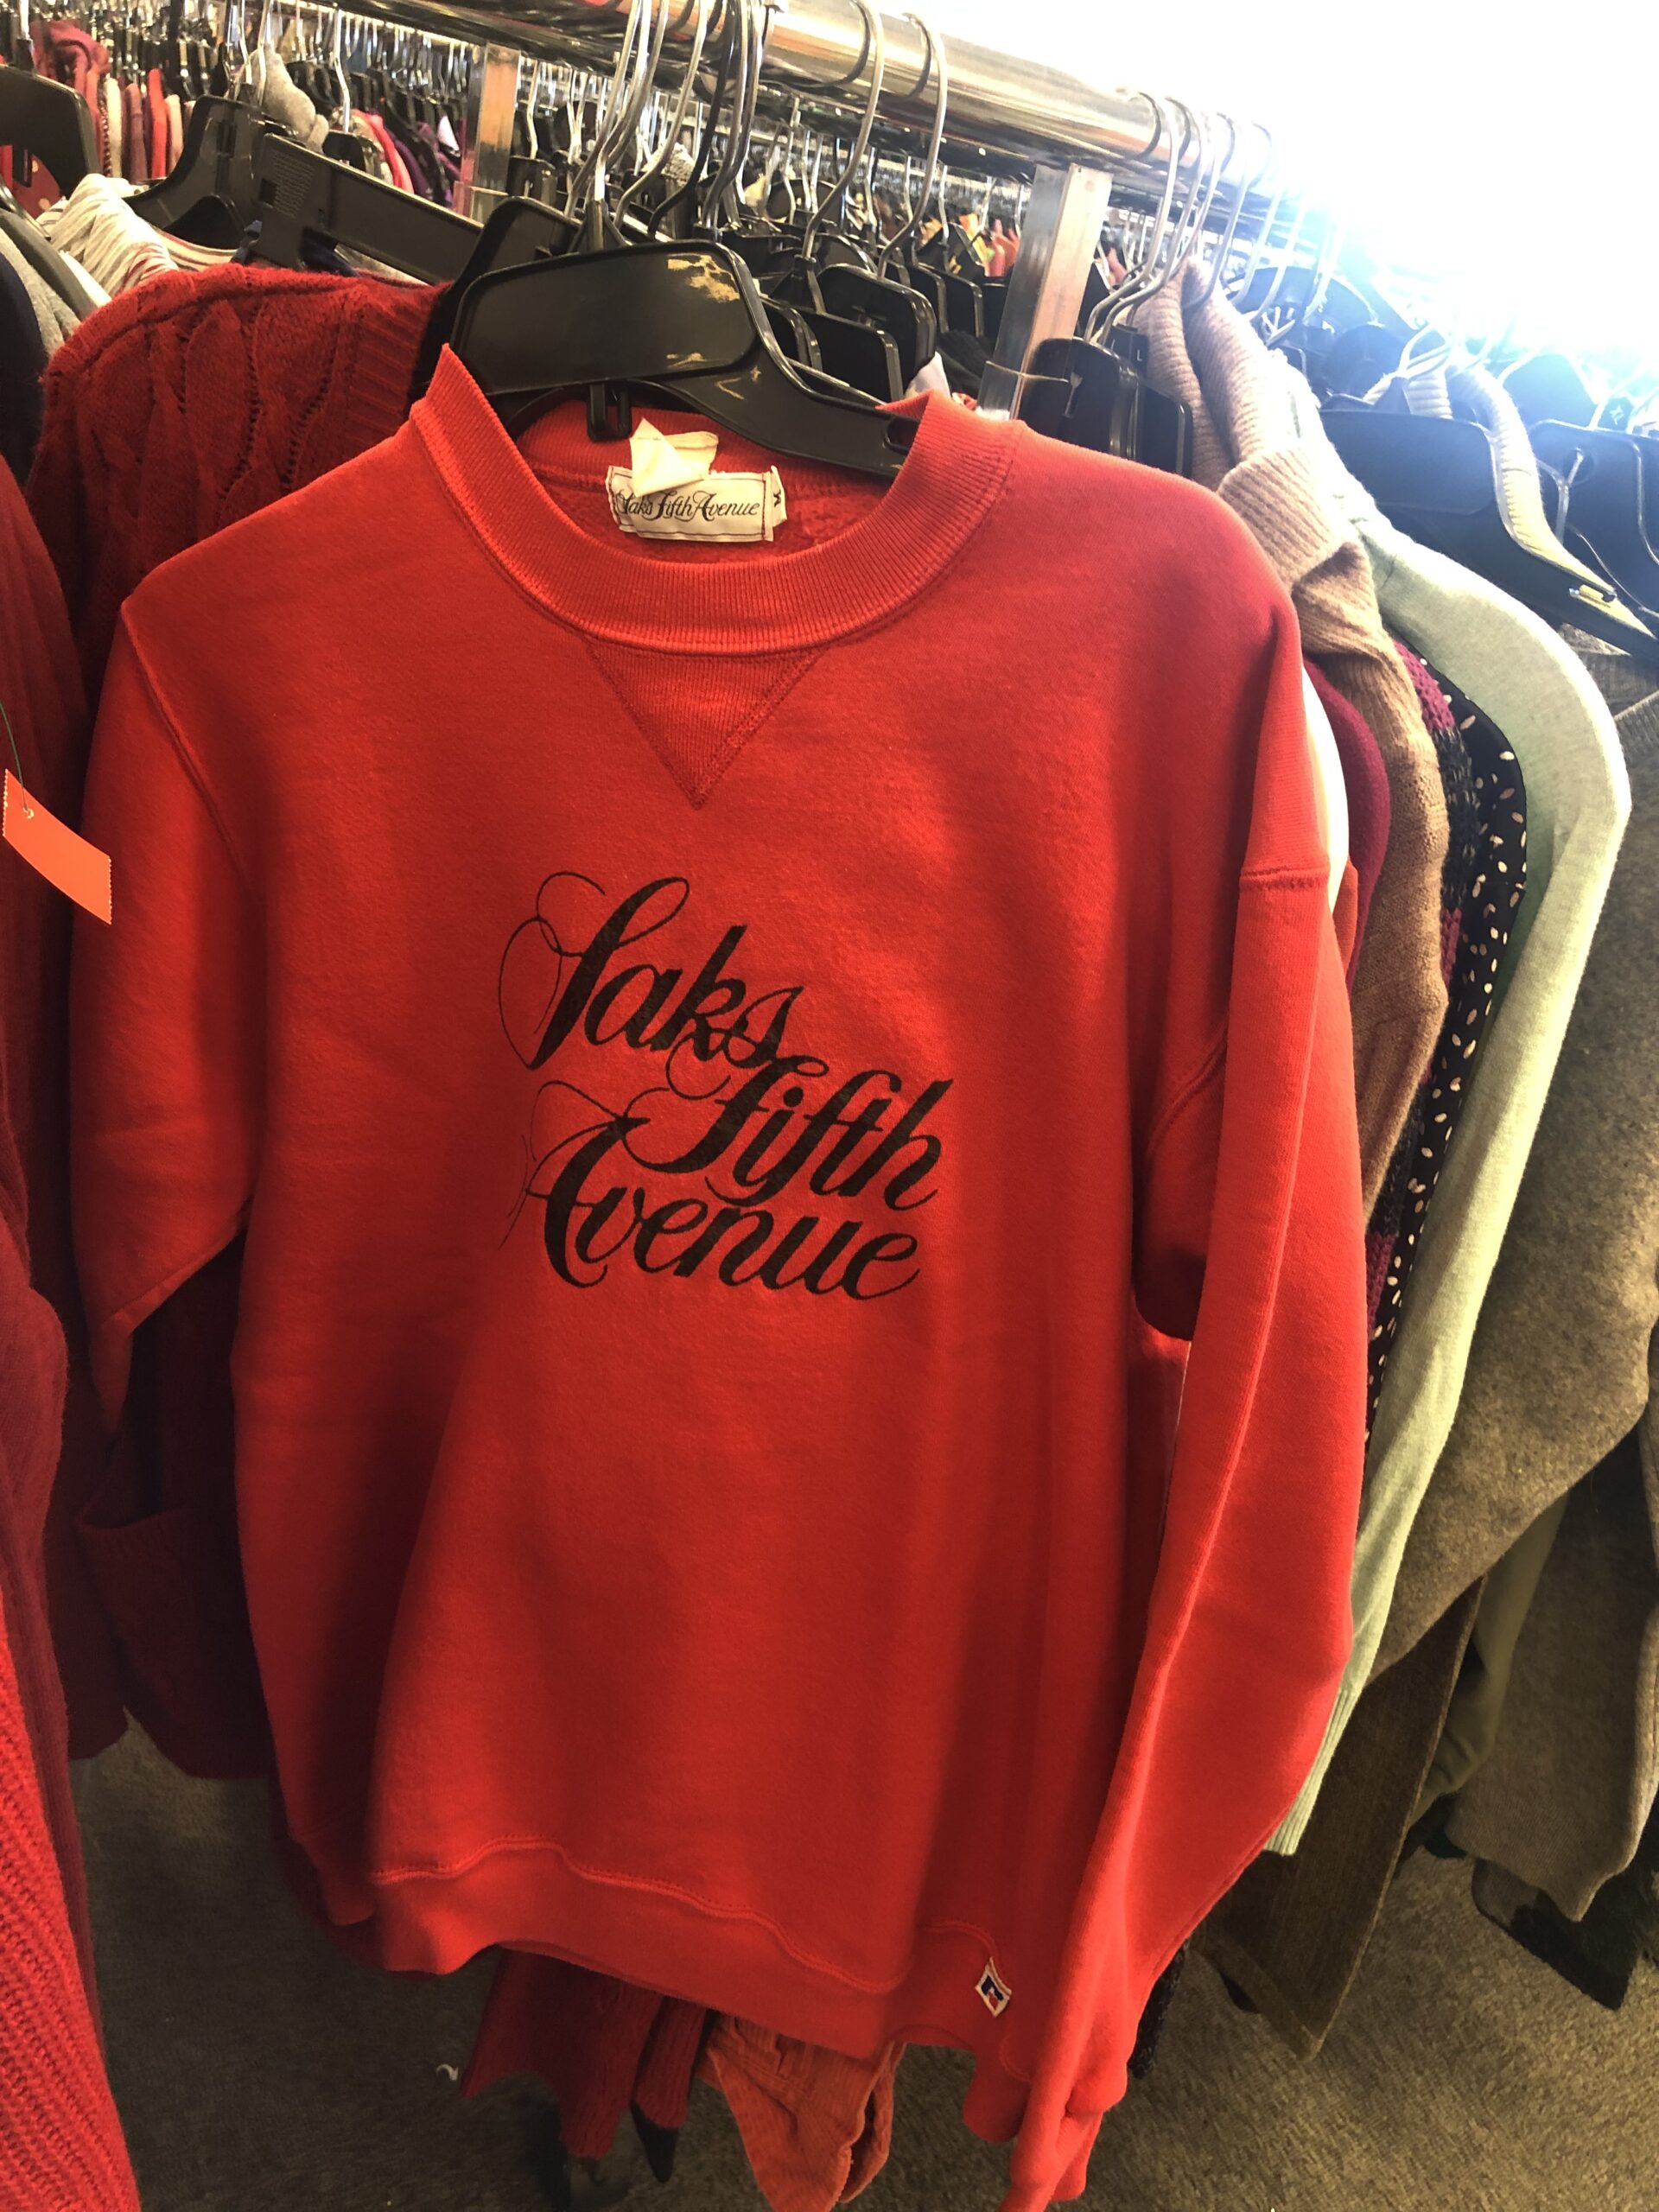 Saks Fifth Avenue
Saks
Fifth
Avenue